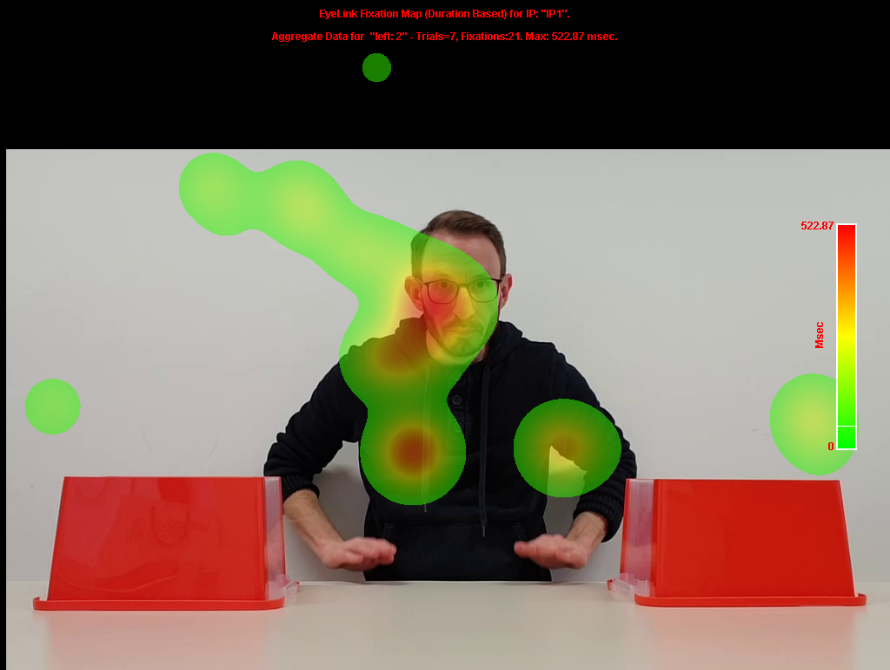 EyeLink Fixation Map (Duration Based) for IP: "IP1".
Aggregate Data for "left: 2" - Trials=7, Fixations:21. Max: 522.87 msec.
522.87
Msec
0